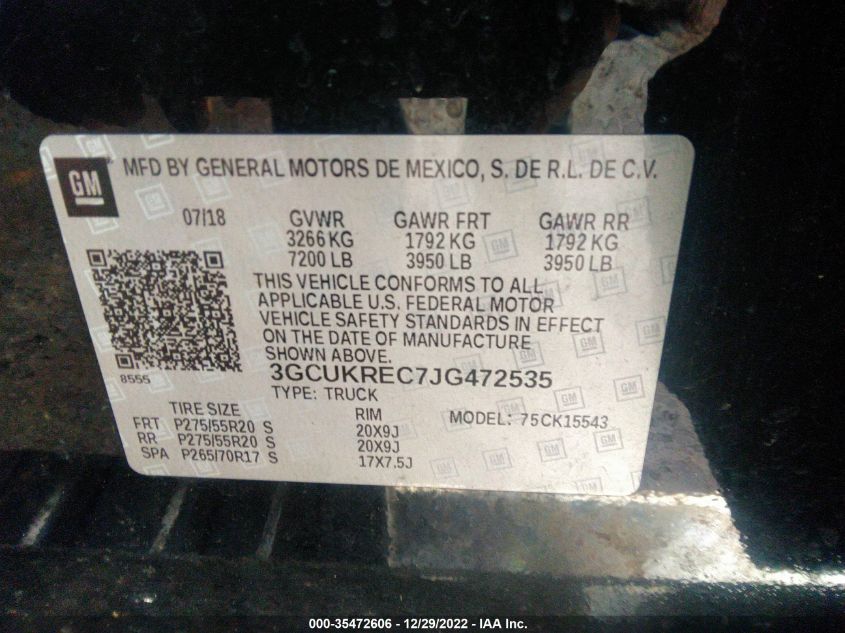 MFD BY GENERAL MOTORS DE MEXICO, S. DE R.L. DE C.V.
GM
07/18 GVWR GAWR FRT GAWR RR
3266 KG 1792 KG 1792 KG
7200 LB 3950 LB 3950 LB
THIS VEHICLE CONFORMS TO ALL
APPLICABLE U.S. FEDERAL MOTOR
VEHICLE SAFETY STANDARDS IN EFFECT
ON THE DATE OF MANUFACTURE
SHOWN ABOVE.
8555
3GCUKREC7JG472535
TYPE: TRUCK
TIRE SIZE RIM MODEL: 75CK15543
FRT P275/55R20 S 20X9J
RR P275/55R20 S 20X9J
SPA P265/70R17 S 17X7.5J
000-35472606 - 12/29/2022 - IAA Inc.